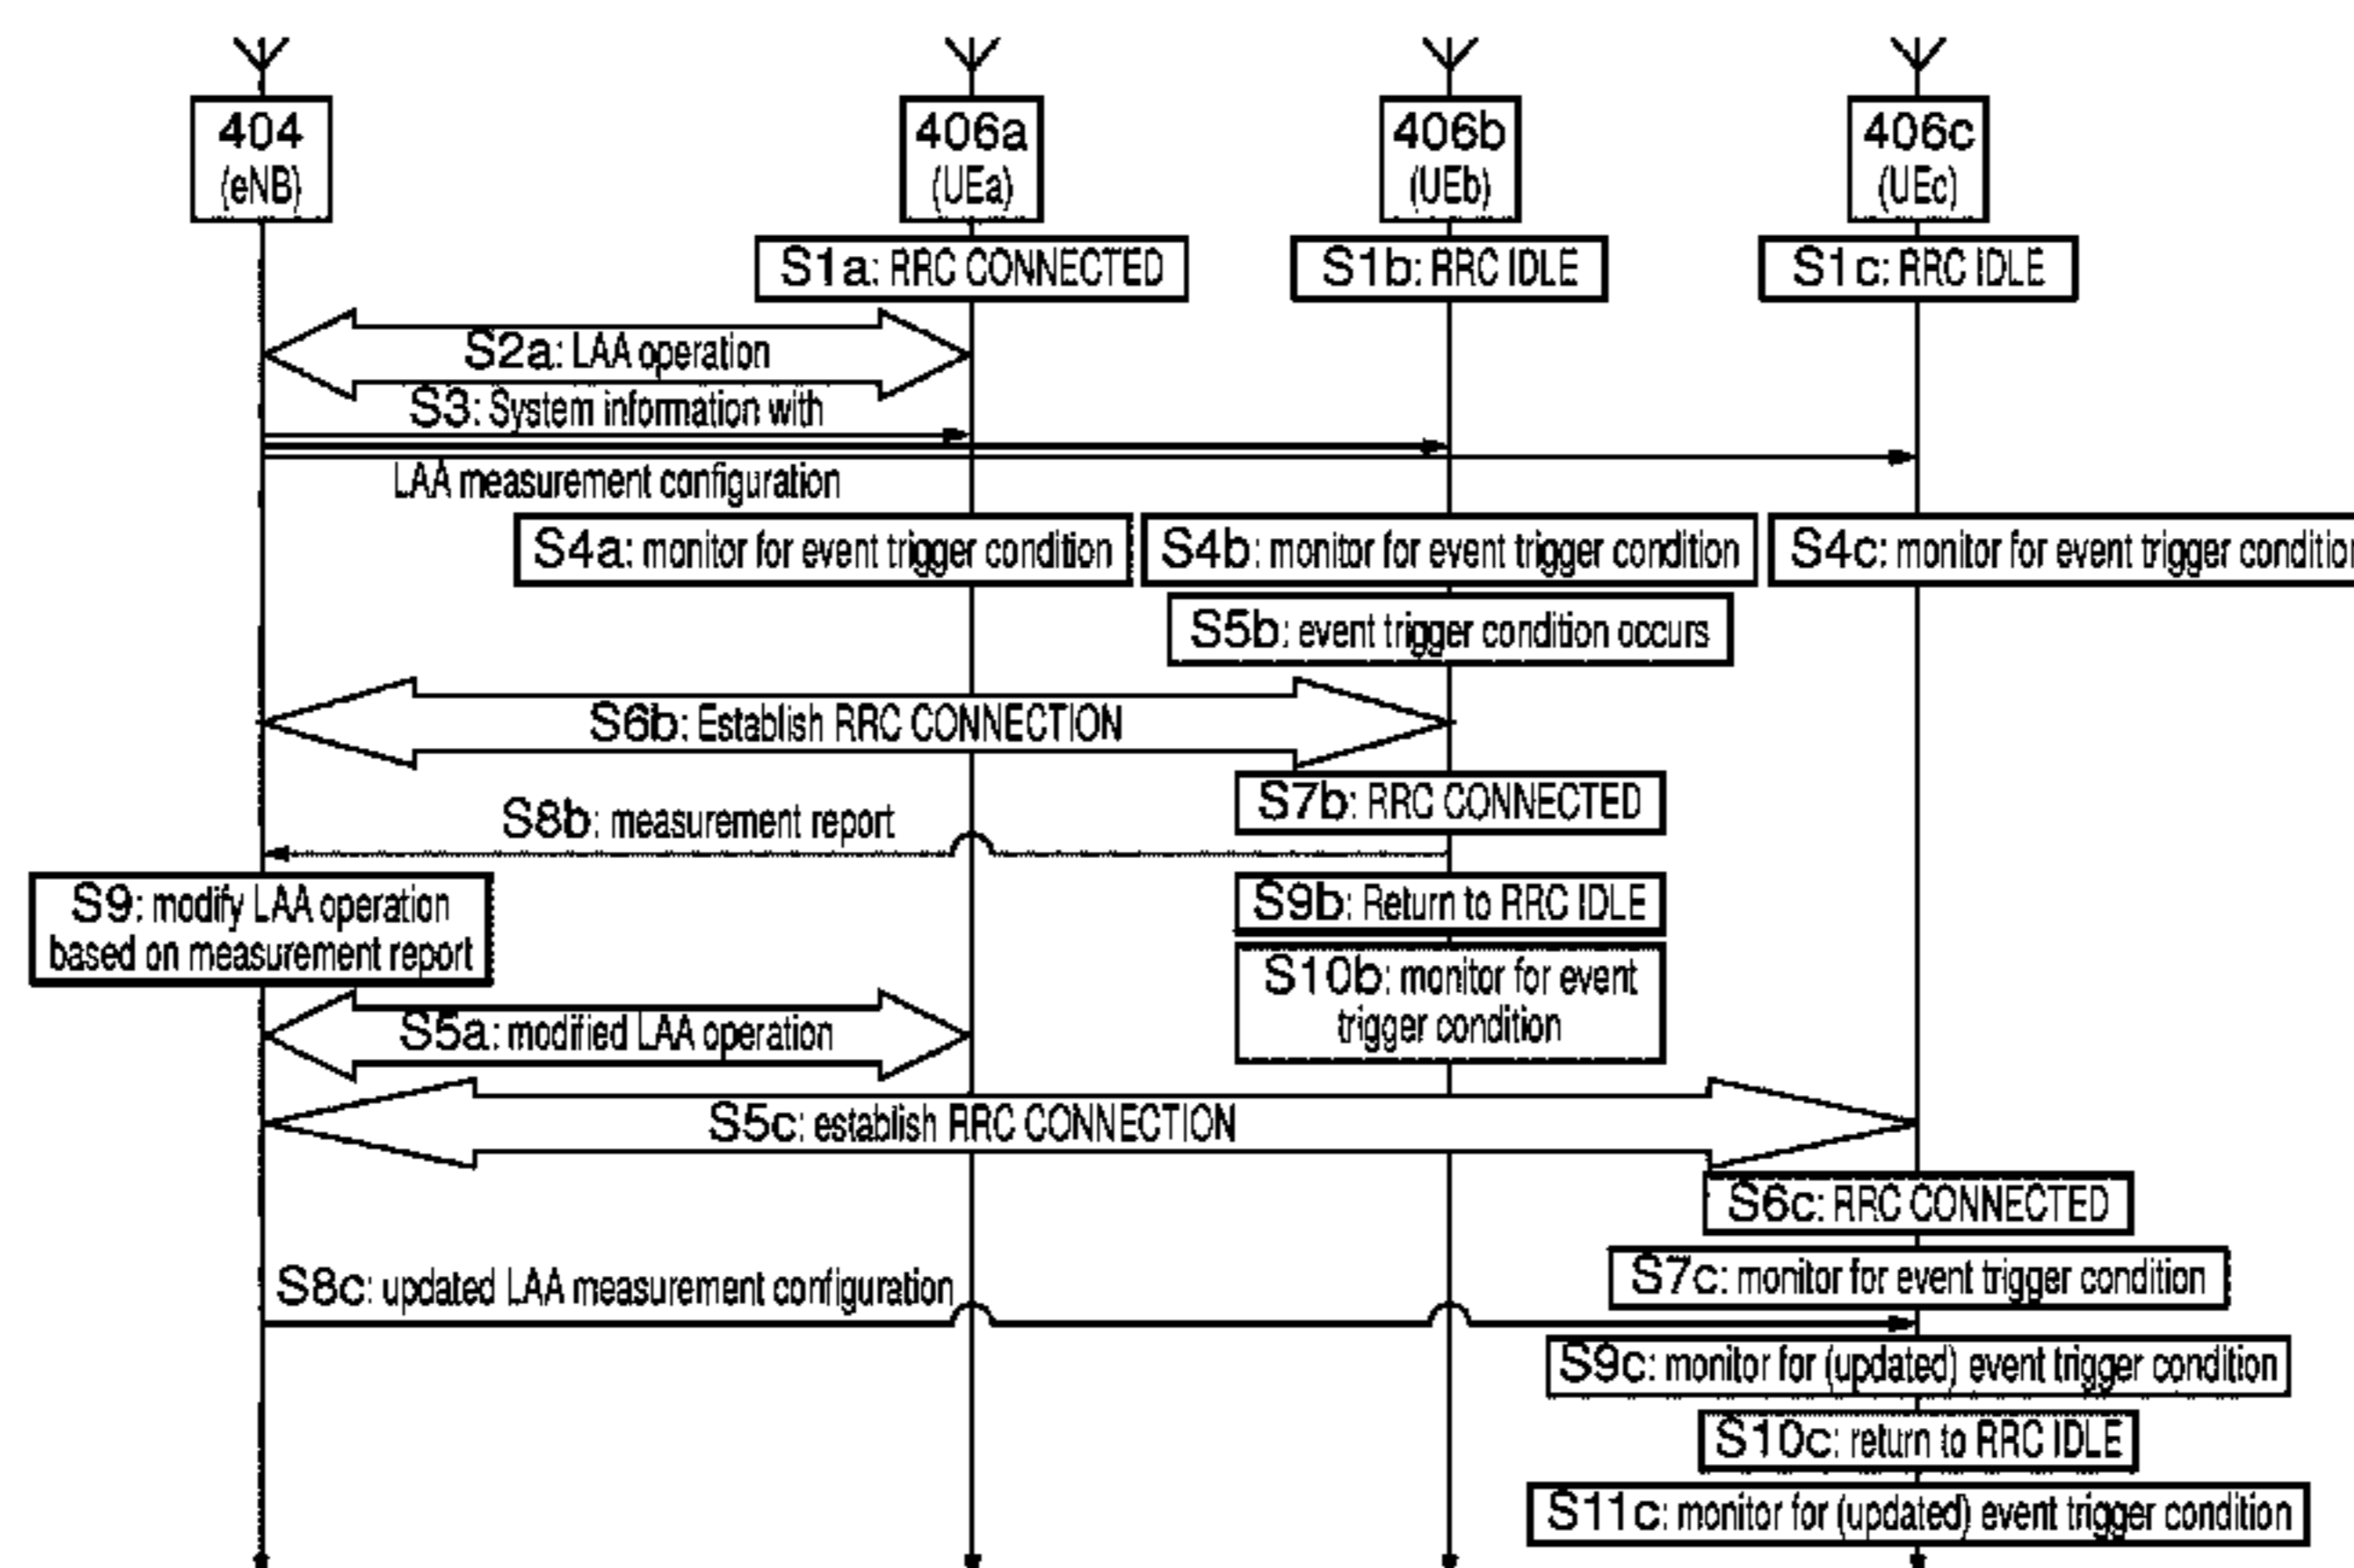 404
(eNB)
406a
(UEa)
406b
(UEb)
406c
(UEc)
S1a: RRC CONNECTED
S1b: RRC IDLE
S1c: RRC IDLE
S2a: LAA operation
S3: System information with
LAA measurement configuration
S4a: monitor for event trigger condition
S4b: monitor for event trigger condition
S4c: monitor for event trigger condition
S5b: event trigger condition occurs
S6b: Establish RRC CONNECTION
S7b: RRC CONNECTED
S8b: measurement report
S9: modify LAA operation
based on measurement report
S9b: Return to RRC IDLE
S10b: monitor for event
trigger condition
S5a: modified LAA operation
S5c: establish RRC CONNECTION
S6c: RRC CONNECTED
S7c: monitor for event trigger condition
S8c: updated LAA measurement configuration
S9c: monitor for (updated) event trigger condition
S10c: return to RRC IDLE
S11c: monitor for (updated) event trigger condition